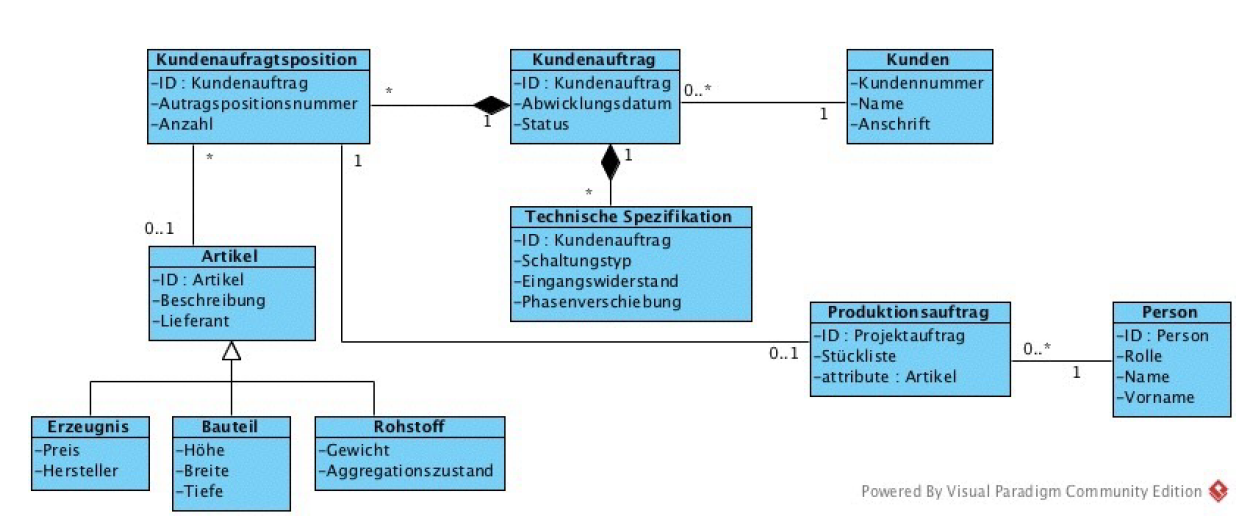 Kundenaufragtsposition
-ID : Kundenauftrag
-Autragspositionsnummer
-Anzahl
*
1
Kundenauftrag
-ID : Kundenauftrag
-Abwicklungsdatum
-Status
0..*
1
Kunden
-Kundennummer
-Name
-Anschrift
*
0..1
1
1
*
Technische Spezifikation
-ID : Kundenauftrag
-Schaltungstyp
-Eingangswiderstand
-Phasenverschiebung
Artikel
-ID : Artikel
-Beschreibung
-Lieferant
0..1
Produktionsauftrag
-ID : Projektauftrag
-Stückliste
-attribute : Artikel
0..*
1
Person
-ID : Person
-Rolle
-Name
-Vorname
Erzeugnis
-Preis
-Hersteller
Bauteil
-Höhe
-Breite
-Tiefe
Rohstoff
-Gewicht
-Aggregationszustand
Powered By Visual Paradigm Community Edition